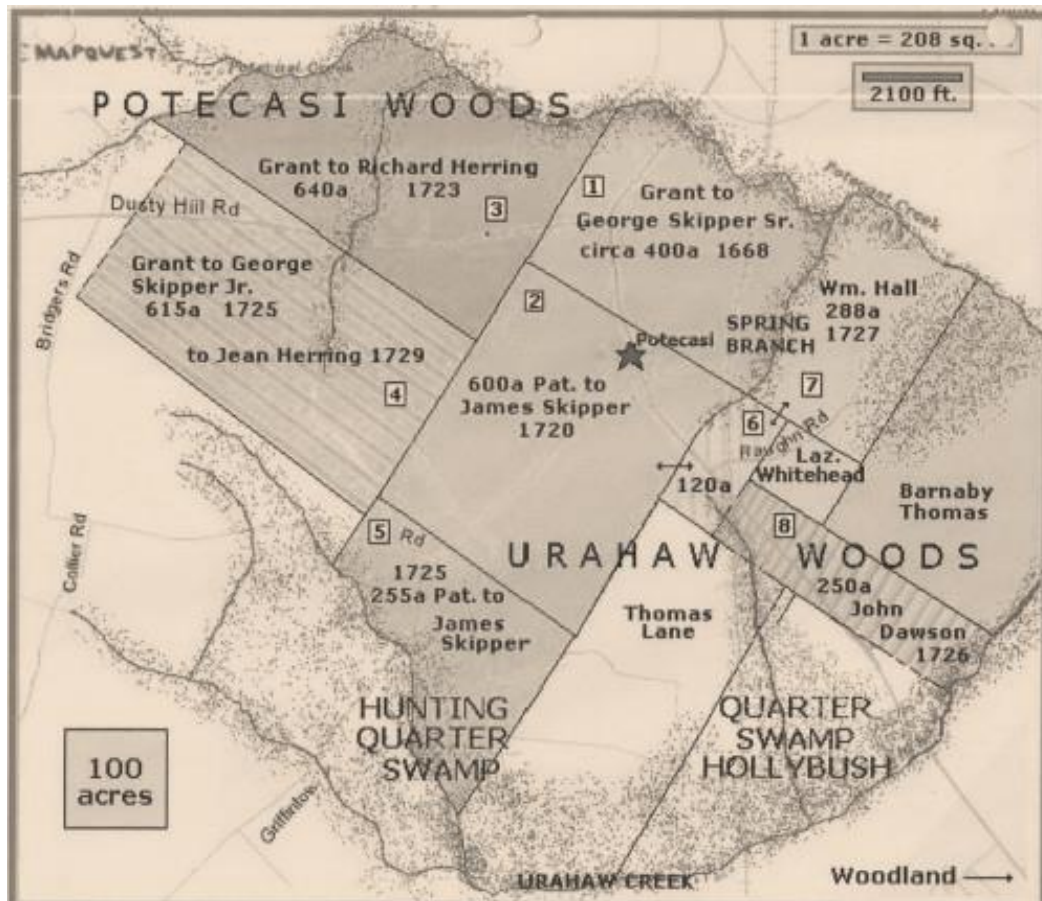 MAPQUEST
1 acre = 208 sq.
2100 ft.
Potecasi Creek
POTECASI WOODS
Grant to Richard Herring
640a 1723
3
1
Grant to
George Skipper Sr.
circa 400a 1668
Potecasi Creek
Dusty Hill Rd
Bridgers Rd
Grant to George
Skipper Jr.
615a 1725
to Jean Herring 1729
4
2
Potecasi
SPRING
BRANCH
Wm. Hall
288a
1727
7
600a Pat. to
James Skipper
1720
6
Vaughn Rd
Laz.
Whitehead
120a
Barnaby
Thomas
8
5
Rd
1725
255a Pat. to
James
Skipper
URAHAW WOODS
250a
John
Dawson
1726
Collier Rd
Thomas
Lane
HUNTING
QUARTER
SWAMP
QUARTER
SWAMP
HOLLYBUSH
100
acres
URAHAW CREEK
Woodland